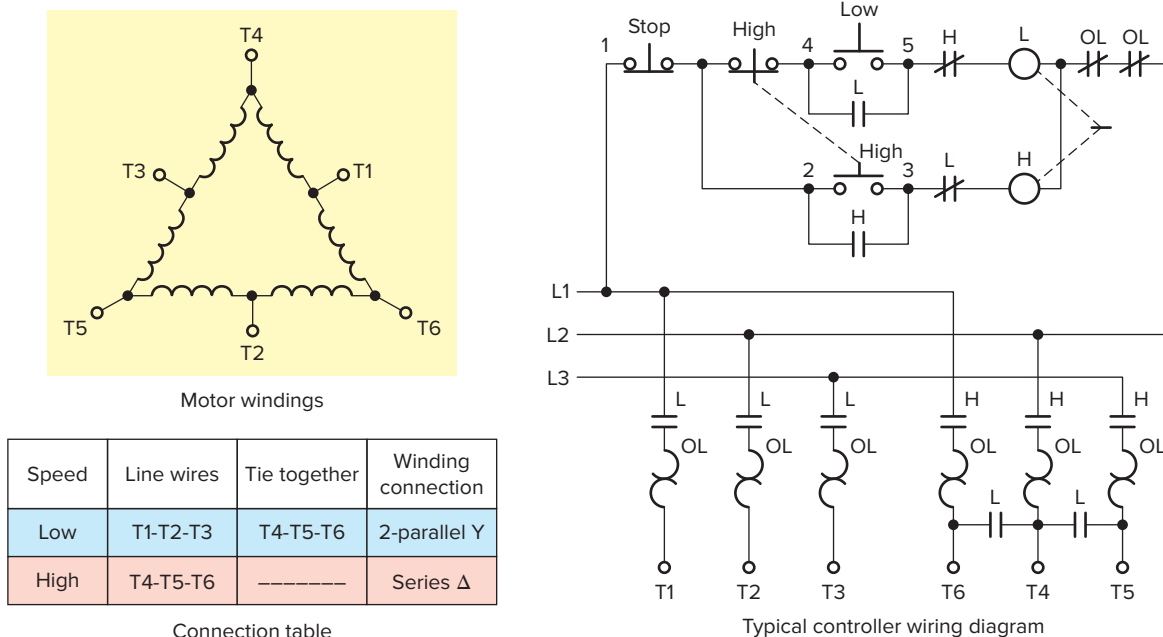 T4
T3
T1
T5
T6
T2
Motor windings
Speed Line wires Tie together Winding connection
Low T1-T2-T3 T4-T5-T6 2-parallel Y
High T4-T5-T6 ––––––– Series Δ
Connection table
Stop High Low
1 4 5 H L OL OL
L
High
2 3 L H
H
L1
L2
L3
L L L H H H
OL OL OL OL OL OL
L L
T1 T2 T3 T6 T4 T5
Typical controller wiring diagram